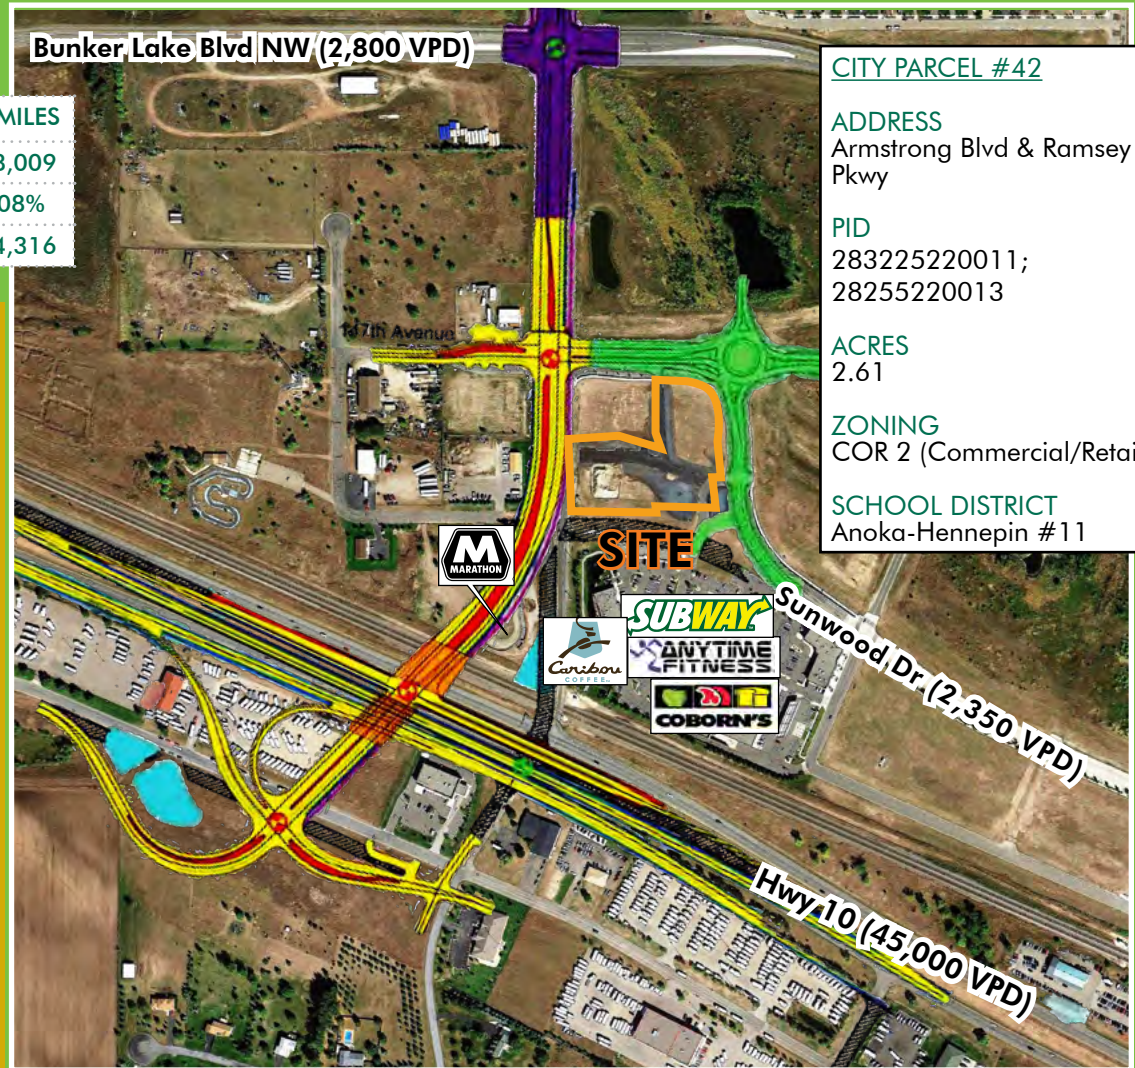 Bunker Lake Blvd NW (2,800 VPD)
MILES
,009
08%
,316
CITY PARCEL #42
ADDRESS
Armstrong Blvd & Ramsey
Pkwy
PID
283225220011;
28255220013
ACRES
2.61
ZONING
COR 2 (Commercial/Retai
SCHOOL DISTRICT
Anoka-Hennepin #11
147th Avenue
SITE
M
MARATHON
SUBWAY
Caribou
COFFEE
ANYTIME
FITNESS
COBORN'S
Sunwood Dr (2,350 VPD)
Hwy 10 (45,000 VPD)